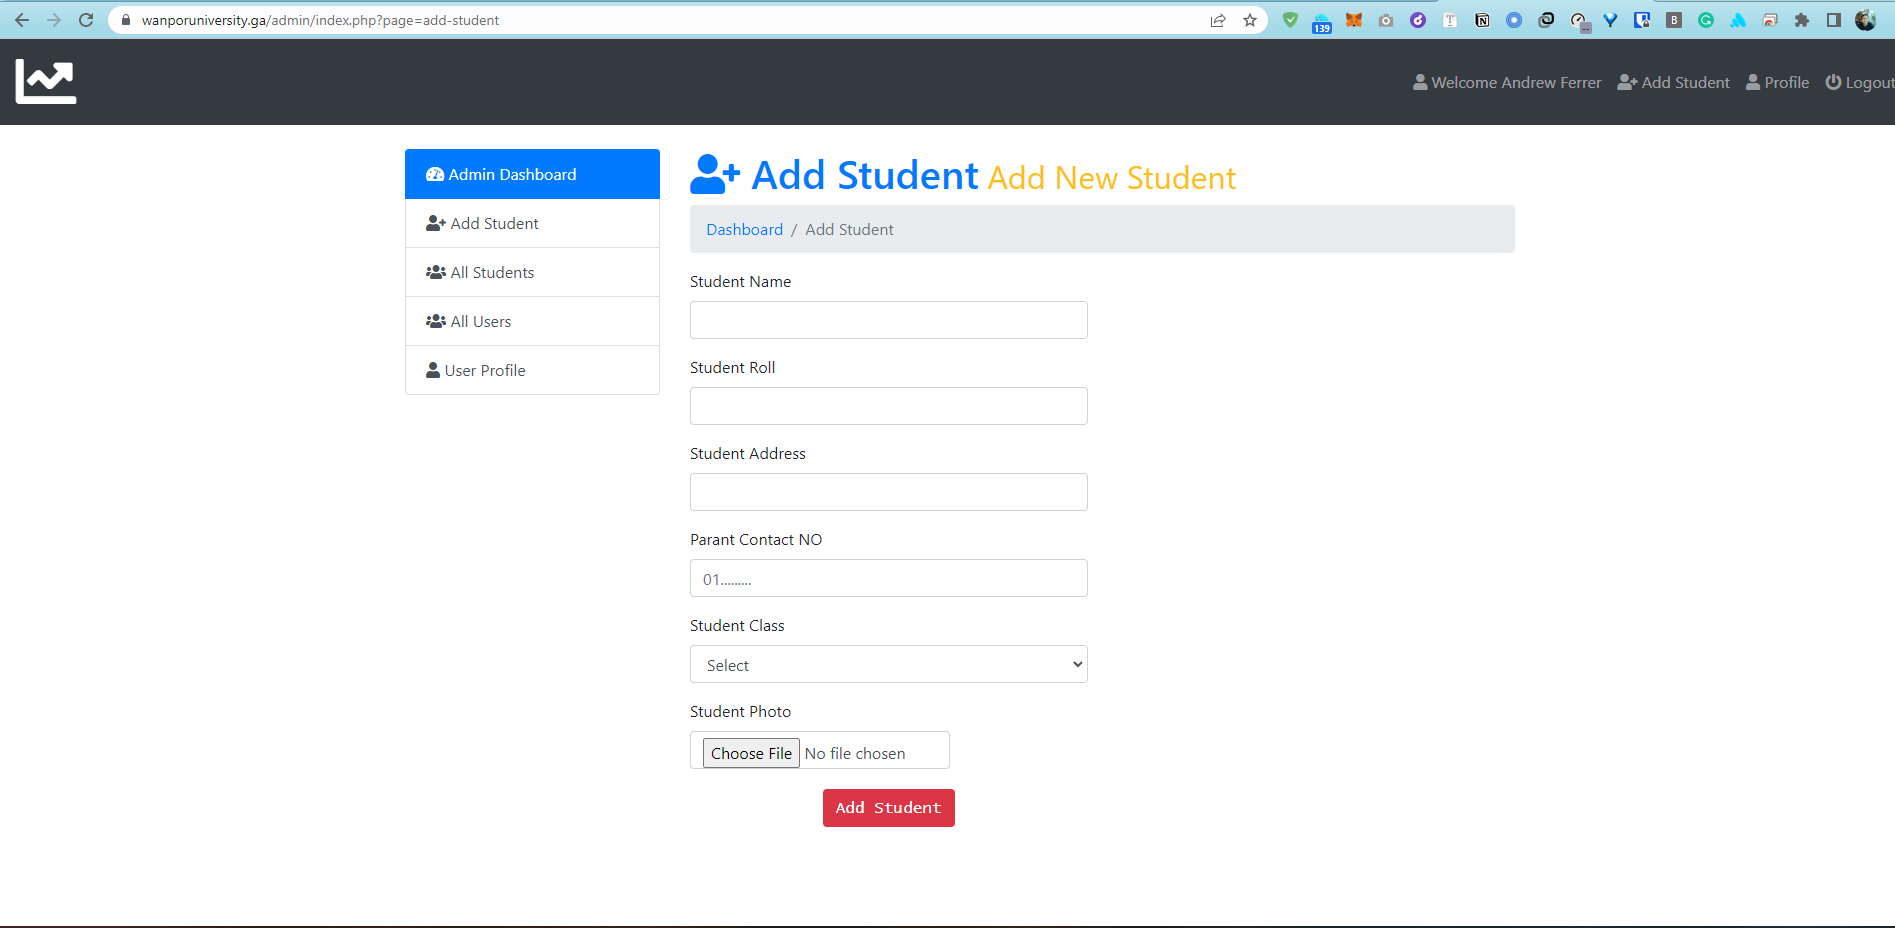 wanporuniversity.ga/admin/index.php?page=add-student
139
Welcome Andrew Ferrer Add Student Profile Logout
Admin Dashboard
Add Student
All Students
All Users
User Profile
Add Student Add New Student
Dashboard / Add Student
Student Name
Student Roll
Student Address
Parant Contact NO
01.........
Student Class
Select
Student Photo
Choose File No file chosen
Add Student